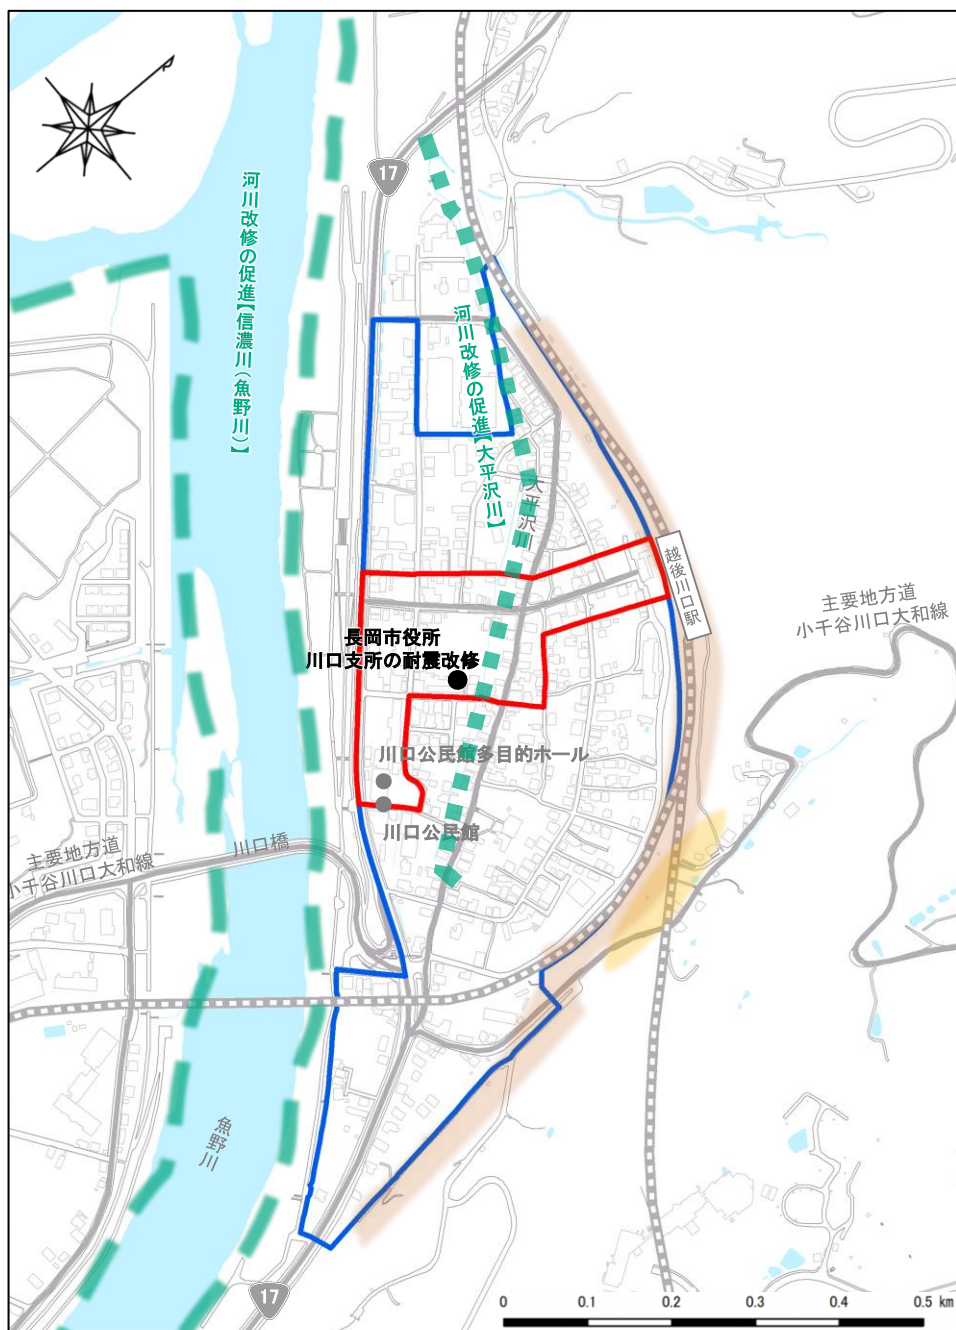 17
河川改修の促進【信濃川（魚野川）】
河川改修の促進【大平沢川】
大平沢川
越後川口駅
主要地方道
小千谷川口大和線
長岡市役所
川口支所の耐震改修
川口公民館多目的ホール
川口公民館
川口橋
主要地方道
小千谷川口大和線
魚野川
17
0 0.1 0.2 0.3 0.4 0.5 km